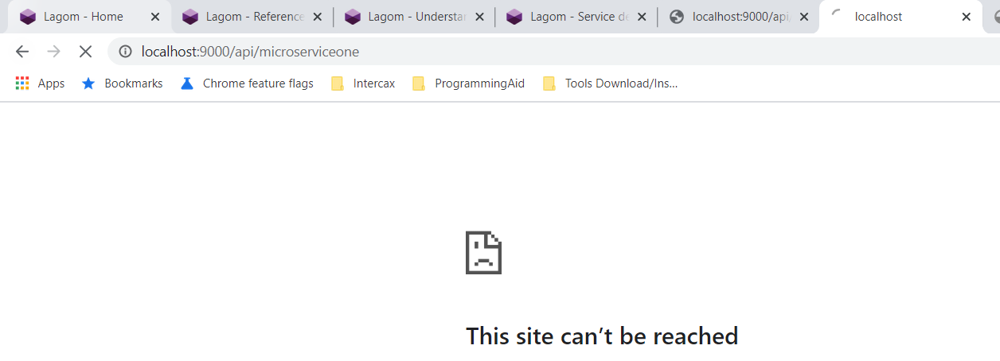 Lagom - Home
Lagom - Reference
Lagom - Understa
Lagom - Service de
localhost:9000/api
localhost
localhost:9000/api/microserviceone
Apps
Bookmarks
Chrome feature flags
Intercax
ProgrammingAid
Tools Download/Ins...
This site can’t be reached